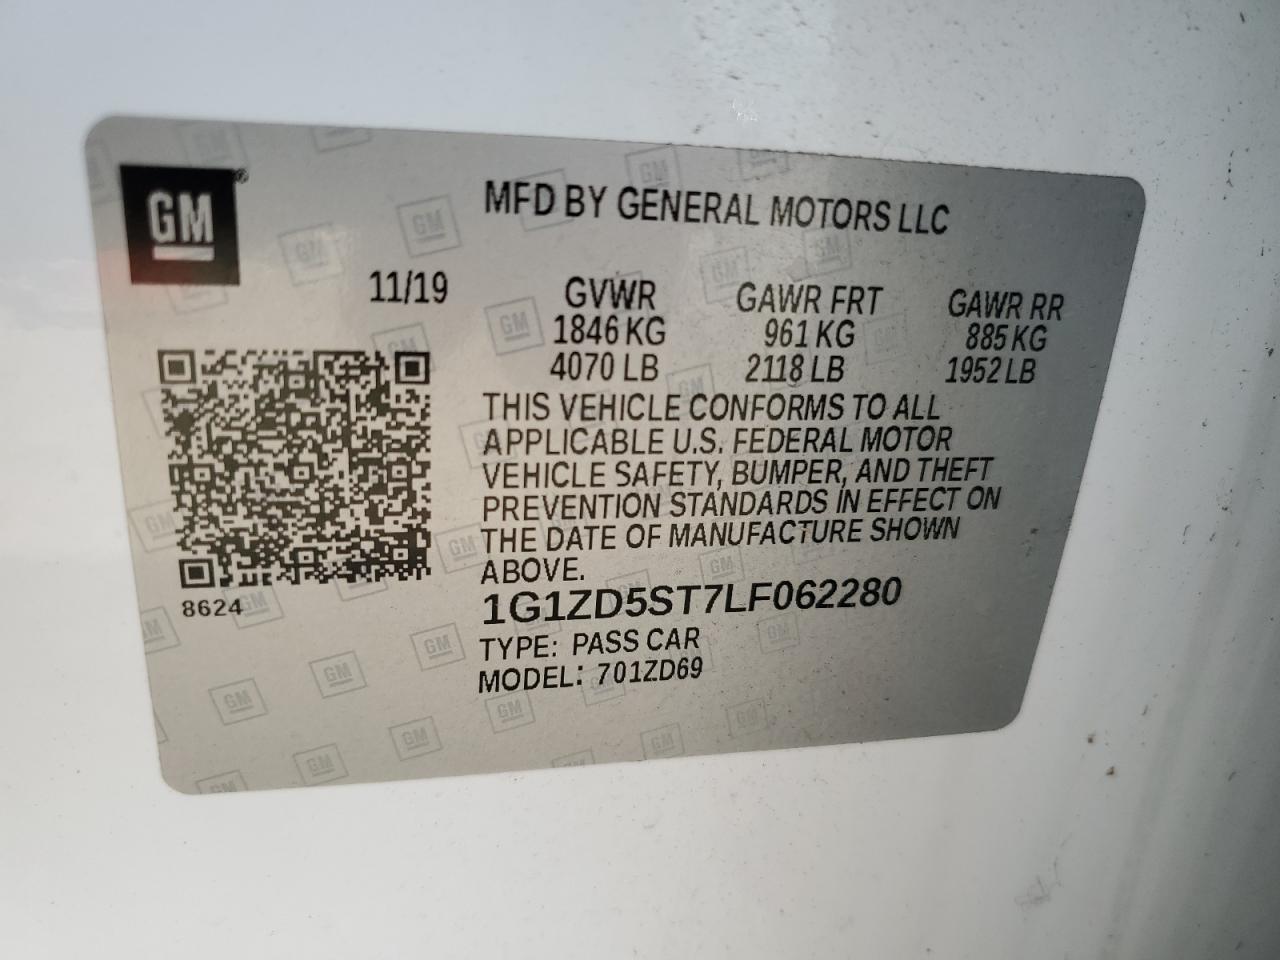 GM
MFD BY GENERAL MOTORS LLC
11/19
GVWR GAWR FRT GAWR RR
1846 KG 961 KG 885 KG
4070 LB 2118 LB 1952 LB
THIS VEHICLE CONFORMS TO ALL
APPLICABLE U.S. FEDERAL MOTOR
VEHICLE SAFETY, BUMPER, AND THEFT
PREVENTION STANDARDS IN EFFECT ON
THE DATE OF MANUFACTURE SHOWN
ABOVE.
8624
1G1ZD5ST7LF062280
TYPE: PASS CAR
MODEL: 701ZD69